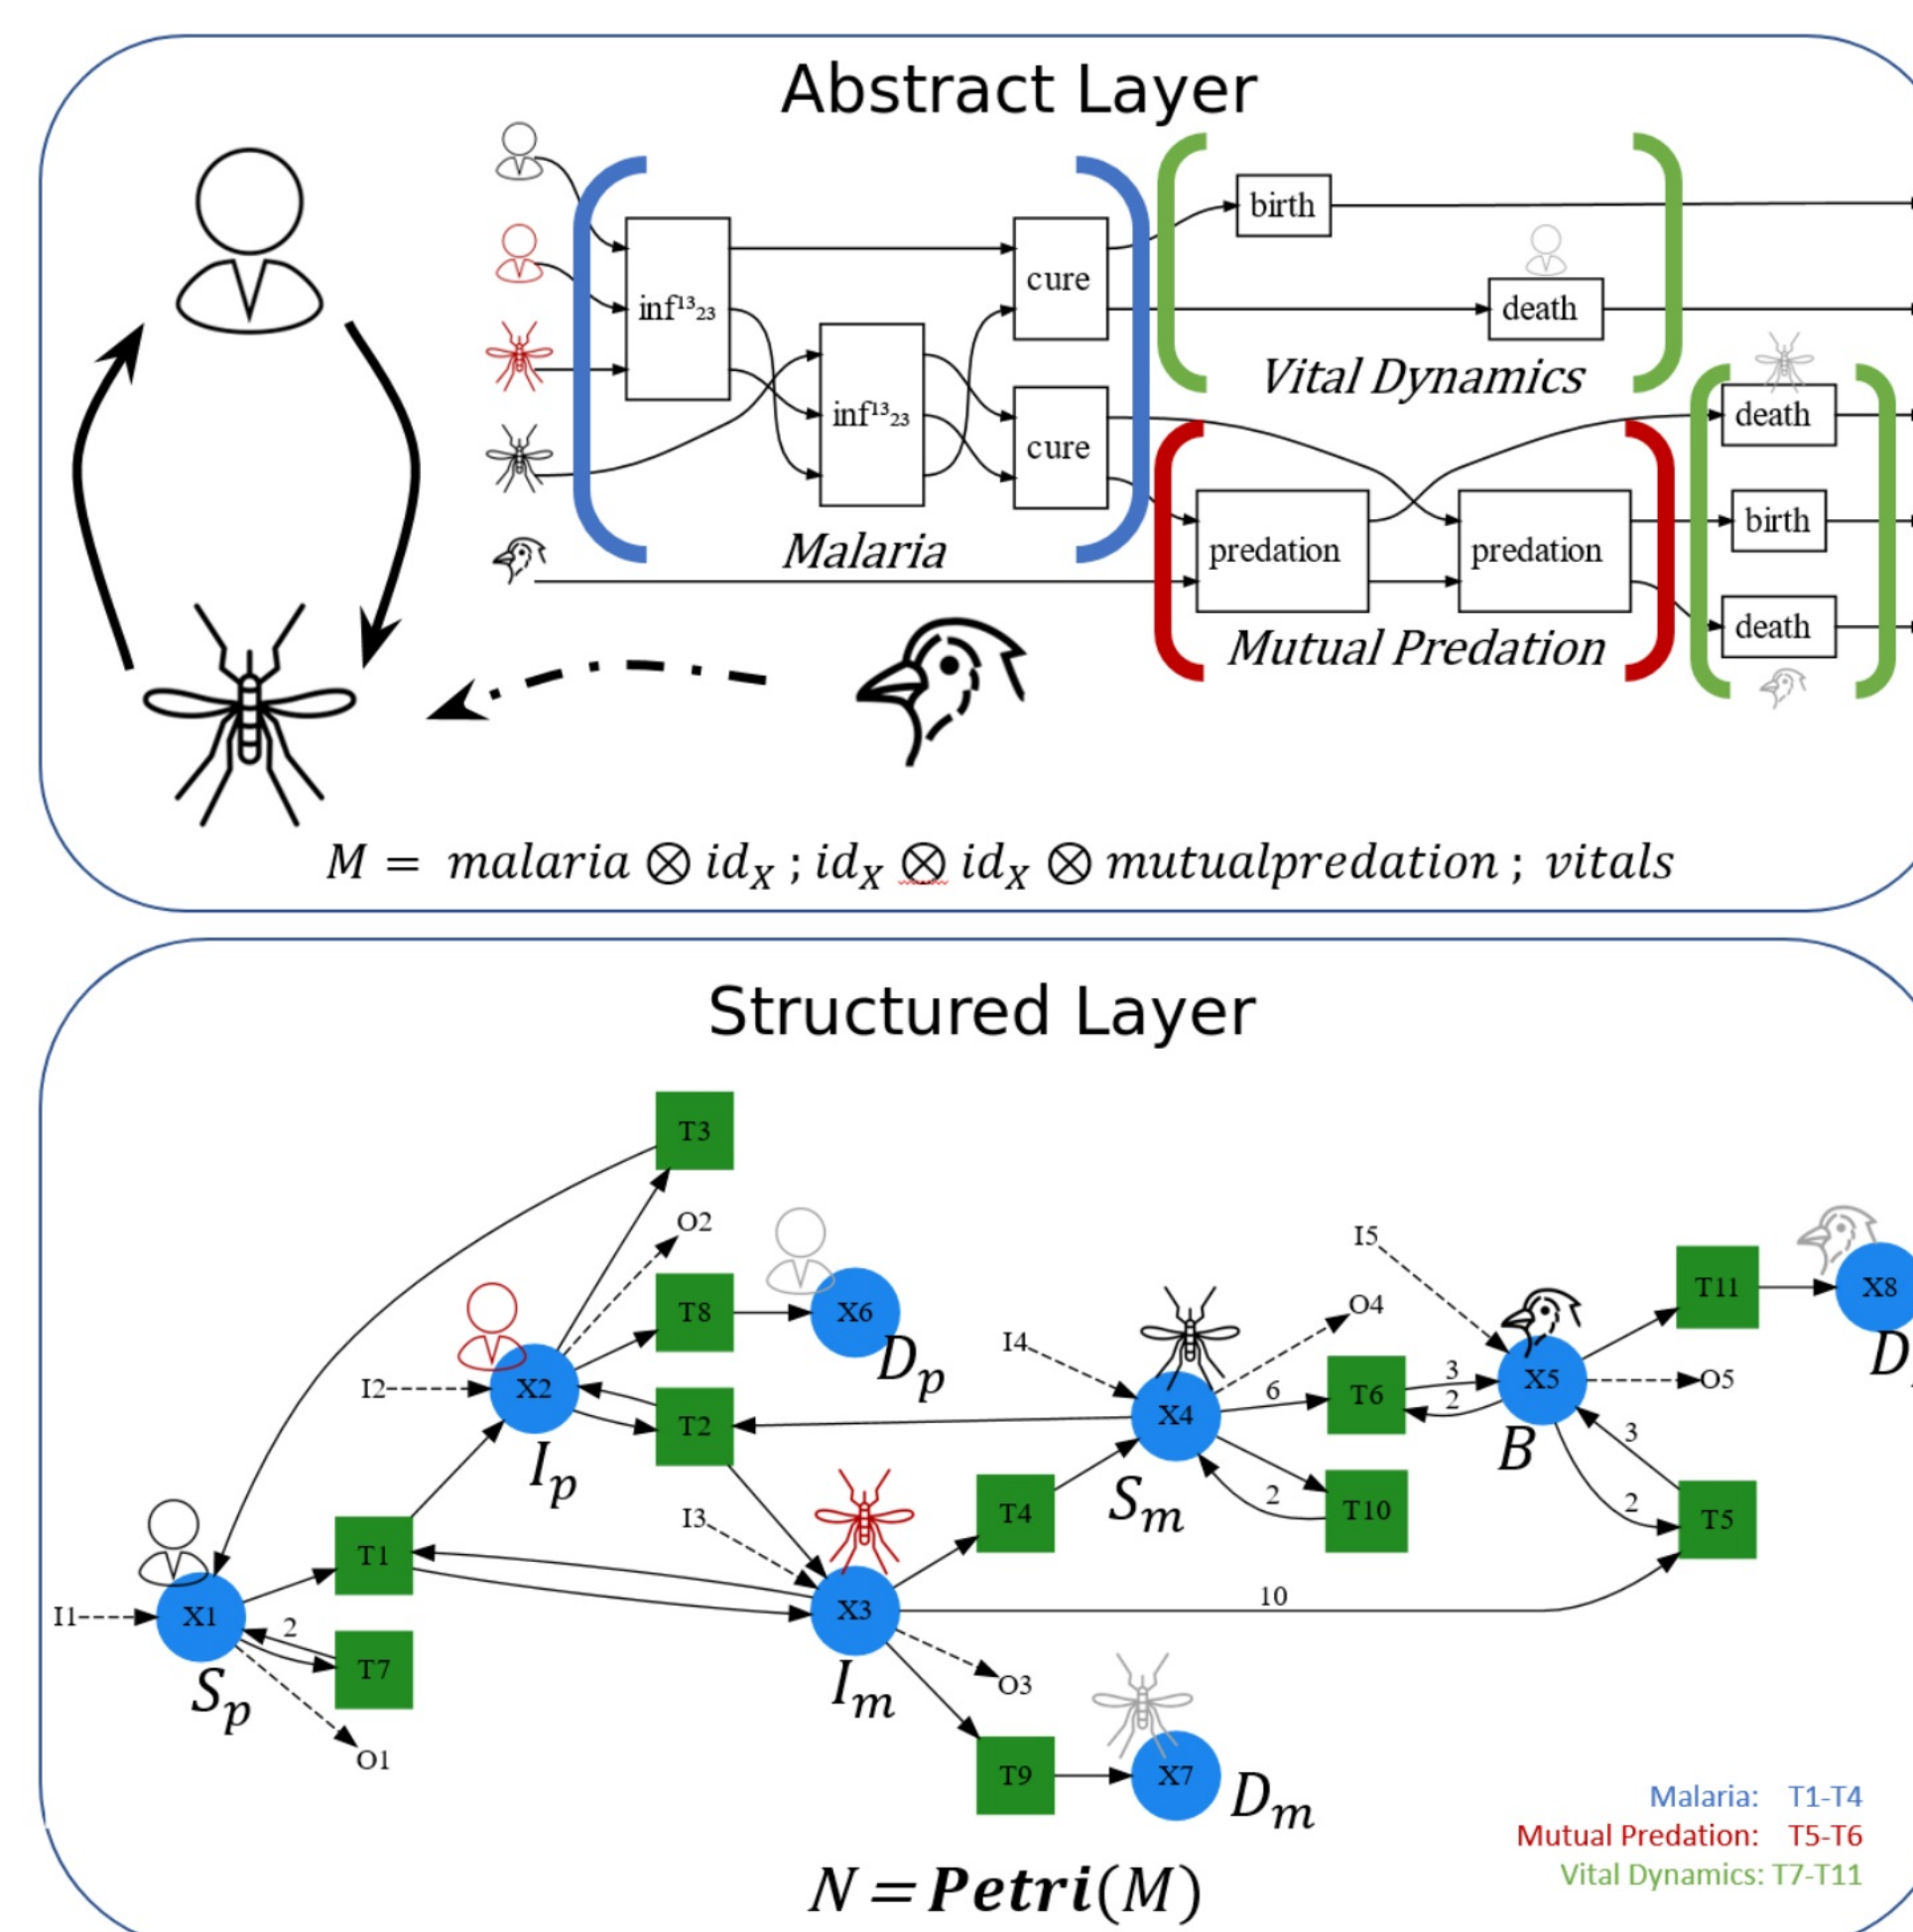 Abstract Layer
birth
inf¹³₂₃
cure
death
inf¹³₂₃
Vital Dynamics
death
cure
birth
Malaria
predation
predation
Mutual Predation
death
M = malaria ⊗ id_X ; id_X ⊗ id_X ⊗ mutualpredation ; vitals
Structured Layer
T3
O2
I5
T8
X6
T11
X8
D_p
O4
I4
D
I2
X2
T2
X4
6
T6
3
2
X5
O5
I_p
S_m
B
3
I3
T4
2
T10
2
T5
T1
I1
X1
2
T7
X3
10
S_p
I_m
O3
O1
T9
X7
D_m
Malaria: T1-T4
Mutual Predation: T5-T6
Vital Dynamics: T7-T11
N = Petri(M)